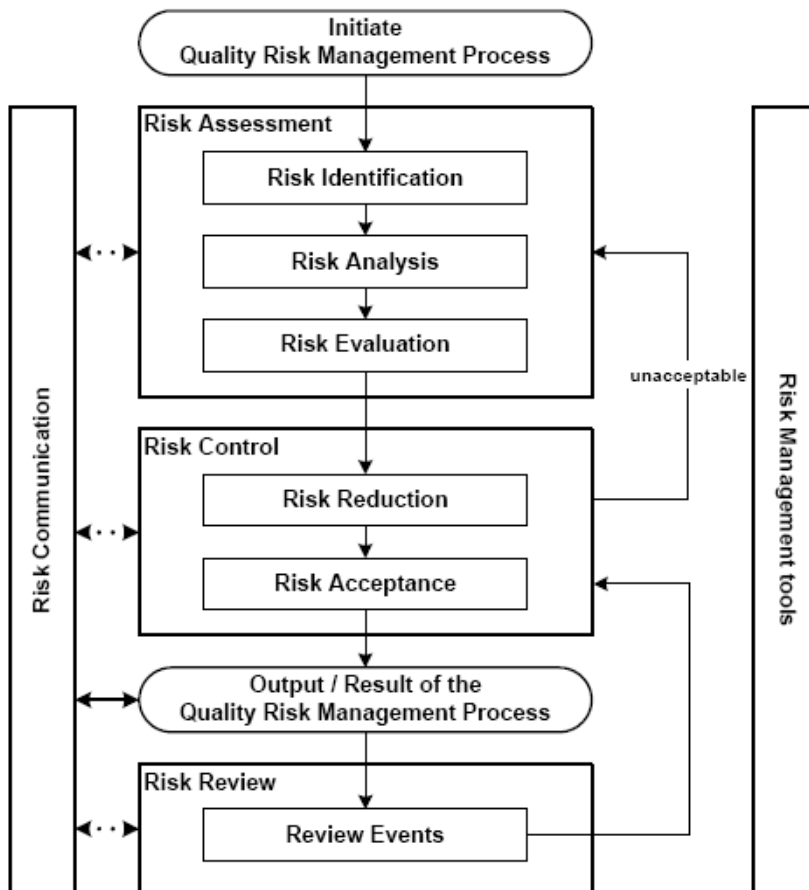 Initiate
Quality Risk Management Process
Risk Assessment
Risk Identification
Risk Analysis
Risk Evaluation
unacceptable
Risk Communication
Risk Management tools
Risk Control
Risk Reduction
Risk Acceptance
Output / Result of the
Quality Risk Management Process
Risk Review
Review Events